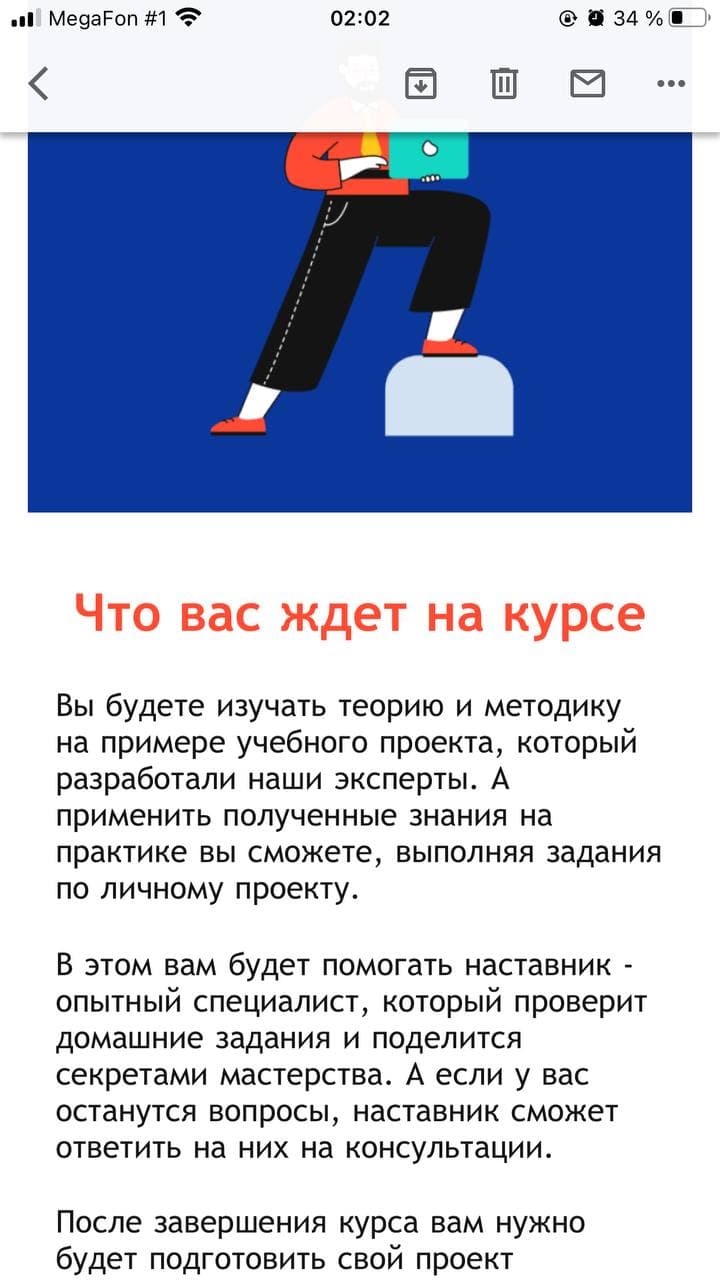 MegaFon #1 02:02 34 %
Что вас ждет на курсе
Вы будете изучать теорию и методику
на примере учебного проекта, который
разработали наши эксперты. А
применить полученные знания на
практике вы сможете, выполняя задания
по личному проекту.
В этом вам будет помогать наставник -
опытный специалист, который проверит
домашние задания и поделится
секретами мастерства. А если у вас
останутся вопросы, наставник сможет
ответить на них на консультации.
После завершения курса вам нужно
будет подготовить свой проект